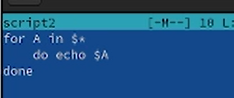 script2 [-M--] 10 L:
for A in $*
    do echo $A
done